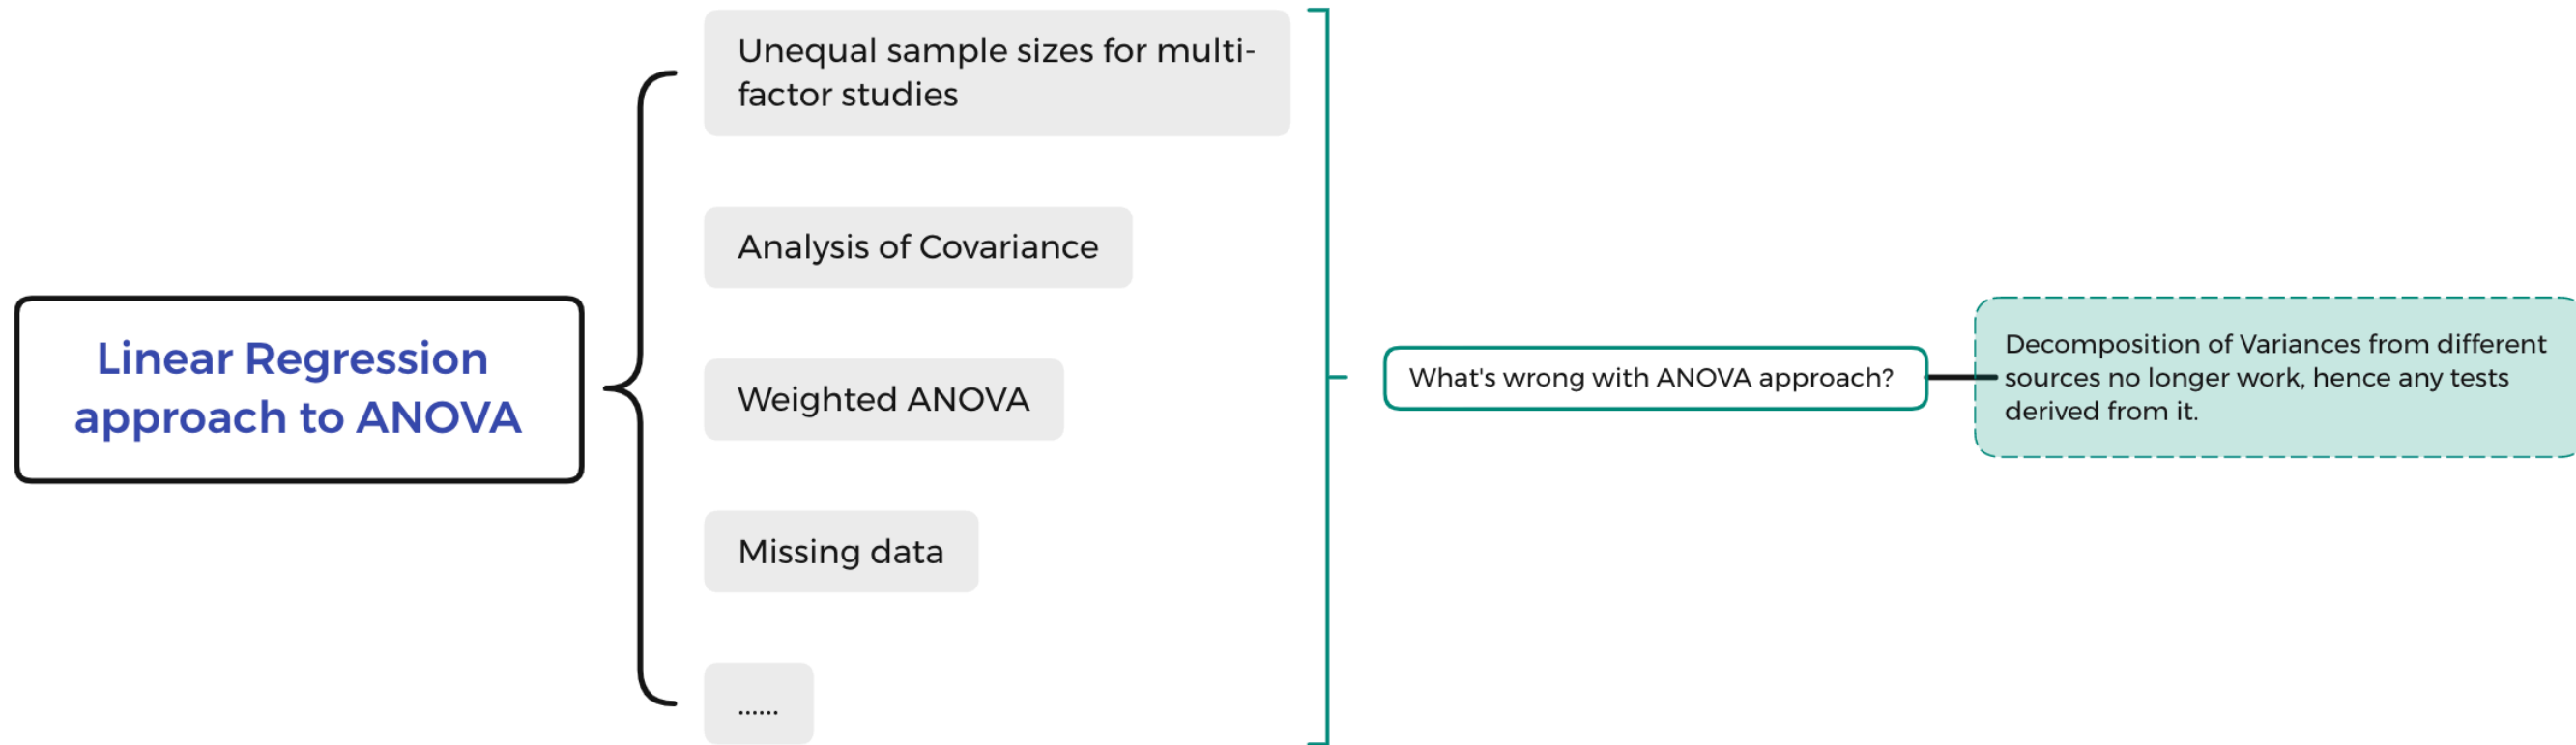 Linear Regression
approach to ANOVA
Unequal sample sizes for multi-
factor studies
Analysis of Covariance
Weighted ANOVA
Missing data
......
What's wrong with ANOVA approach?
Decomposition of Variances from different
sources no longer work, hence any tests
derived from it.